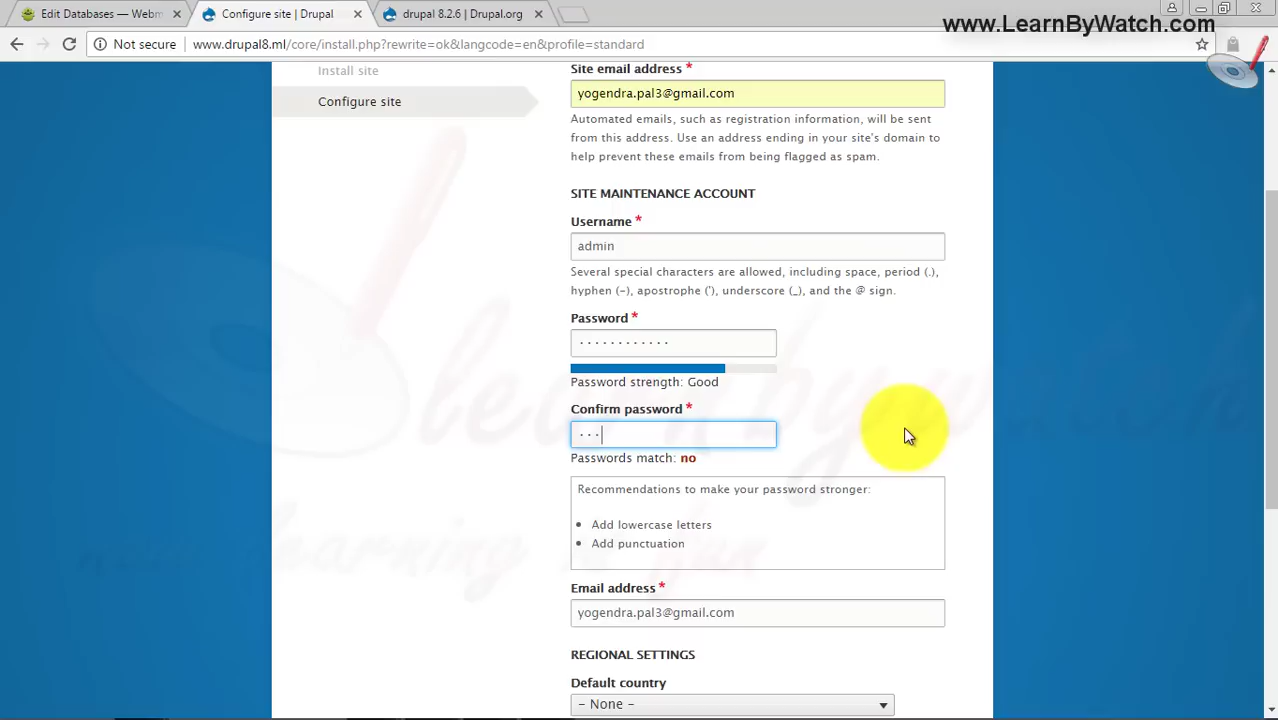 Edit Databases — Webm
Configure site | Drupal
drupal 8.2.6 | Drupal.org
www.LearnByWatch.com
Not secure
www.drupal8.ml/core/install.php?rewrite=ok&langcode=en&profile=standard
Install site
Configure site
Site email address *
yogendra.pal3@gmail.com
Automated emails, such as registration information, will be sent
from this address. Use an address ending in your site's domain to
help prevent these emails from being flagged as spam.
SITE MAINTENANCE ACCOUNT
Username *
admin
Several special characters are allowed, including space, period (.),
hyphen (-), apostrophe ('), underscore (_), and the @ sign.
Password *
Password strength: Good
Confirm password *
Passwords match: no
Recommendations to make your password stronger:
Add lowercase letters
Add punctuation
Email address *
yogendra.pal3@gmail.com
REGIONAL SETTINGS
Default country
- None -